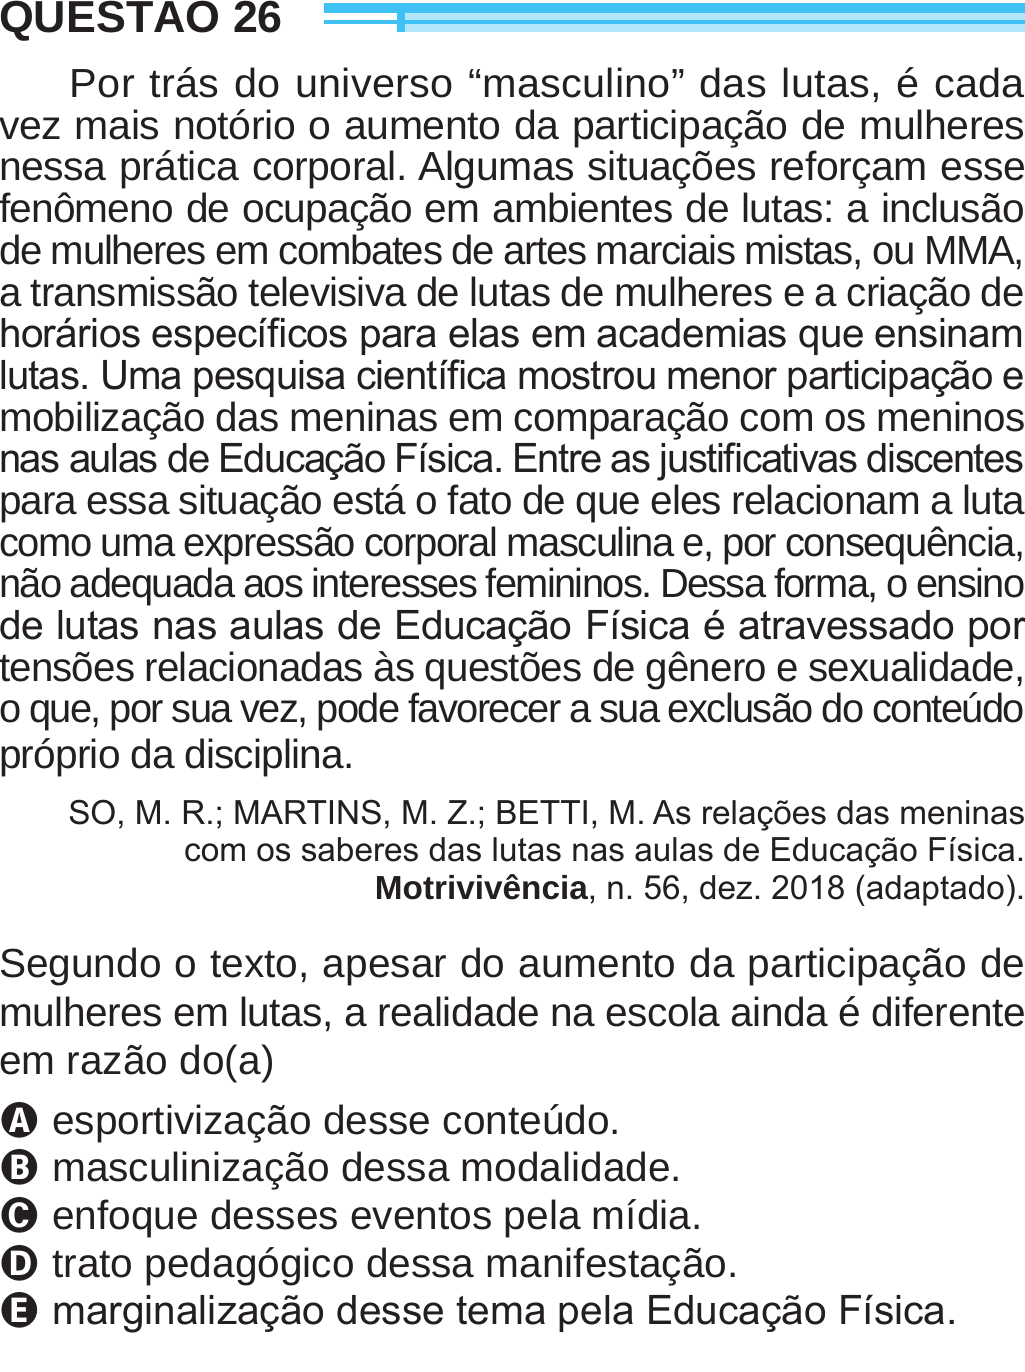 QUESTÃO 26
Por trás do universo “masculino” das lutas, é cada
vez mais notório o aumento da participação de mulheres
nessa prática corporal. Algumas situações reforçam esse
fenômeno de ocupação em ambientes de lutas: a inclusão
de mulheres em combates de artes marciais mistas, ou MMA,
a transmissão televisiva de lutas de mulheres e a criação de
horários específicos para elas em academias que ensinam
lutas. Uma pesquisa científica mostrou menor participação e
mobilização das meninas em comparação com os meninos
nas aulas de Educação Física. Entre as justificativas discentes
para essa situação está o fato de que eles relacionam a luta
como uma expressão corporal masculina e, por consequência,
não adequada aos interesses femininos. Dessa forma, o ensino
de lutas nas aulas de Educação Física é atravessado por
tensões relacionadas às questões de gênero e sexualidade,
o que, por sua vez, pode favorecer a sua exclusão do conteúdo
próprio da disciplina.
SO, M. R.; MARTINS, M. Z.; BETTI, M. As relações das meninas
com os saberes das lutas nas aulas de Educação Física.
Motrivivência, n. 56, dez. 2018 (adaptado).
Segundo o texto, apesar do aumento da participação de
mulheres em lutas, a realidade na escola ainda é diferente
em razão do(a)
A esportivização desse conteúdo.
B masculinização dessa modalidade.
C enfoque desses eventos pela mídia.
D trato pedagógico dessa manifestação.
E marginalização desse tema pela Educação Física.